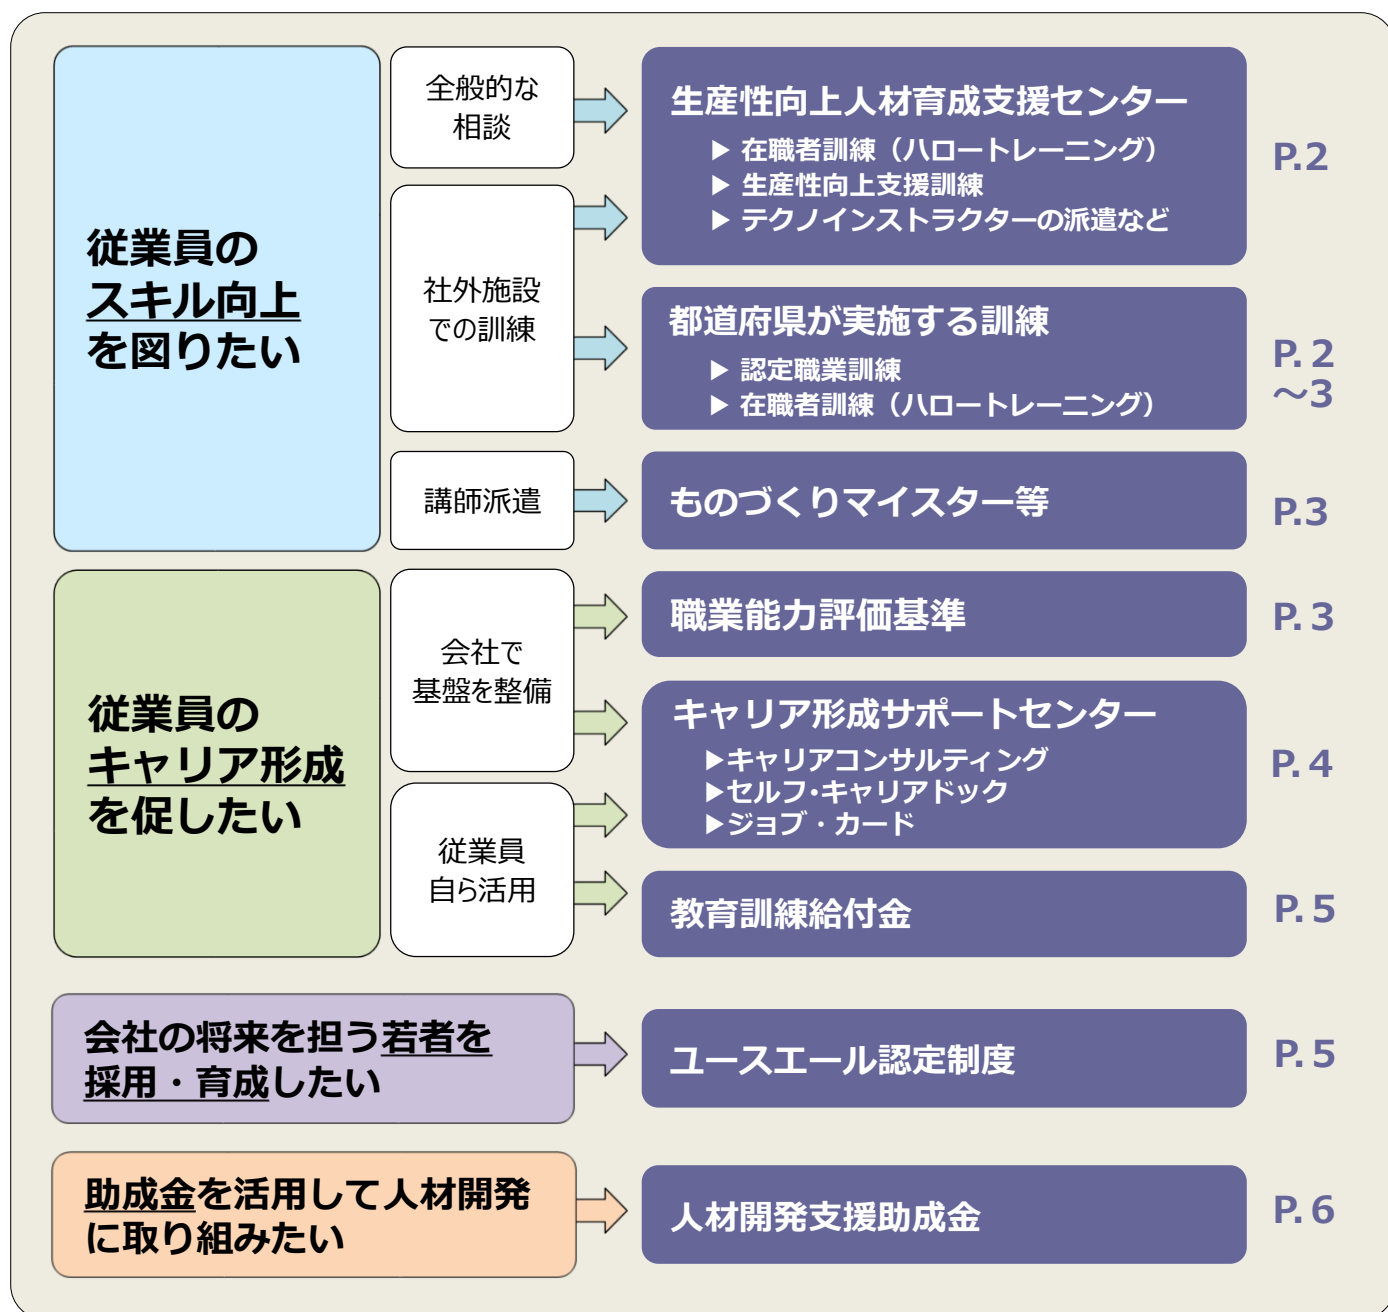 従業員の
スキル向上
を図りたい
全般的な
相談
生産性向上人材育成支援センター
▶ 在職者訓練（ハロートレーニング）
▶ 生産性向上支援訓練
▶ テクノインストラクターの派遣など
P.2
社外施設
での訓練
都道府県が実施する訓練
▶ 認定職業訓練
▶ 在職者訓練（ハロートレーニング）
P.２
～3
講師派遣
ものづくりマイスター等
P.3
従業員の
キャリア形成
を促したい
会社で
基盤を整備
職業能力評価基準
P.３
キャリア形成サポートセンター
▶キャリアコンサルティング
▶セルフ･キャリアドック
▶ジョブ・カード
P.４
従業員
自ら活用
教育訓練給付金
P.５
会社の将来を担う若者を
採用・育成したい
ユースエール認定制度
P.５
助成金を活用して人材開発
に取り組みたい
人材開発支援助成金
P.６